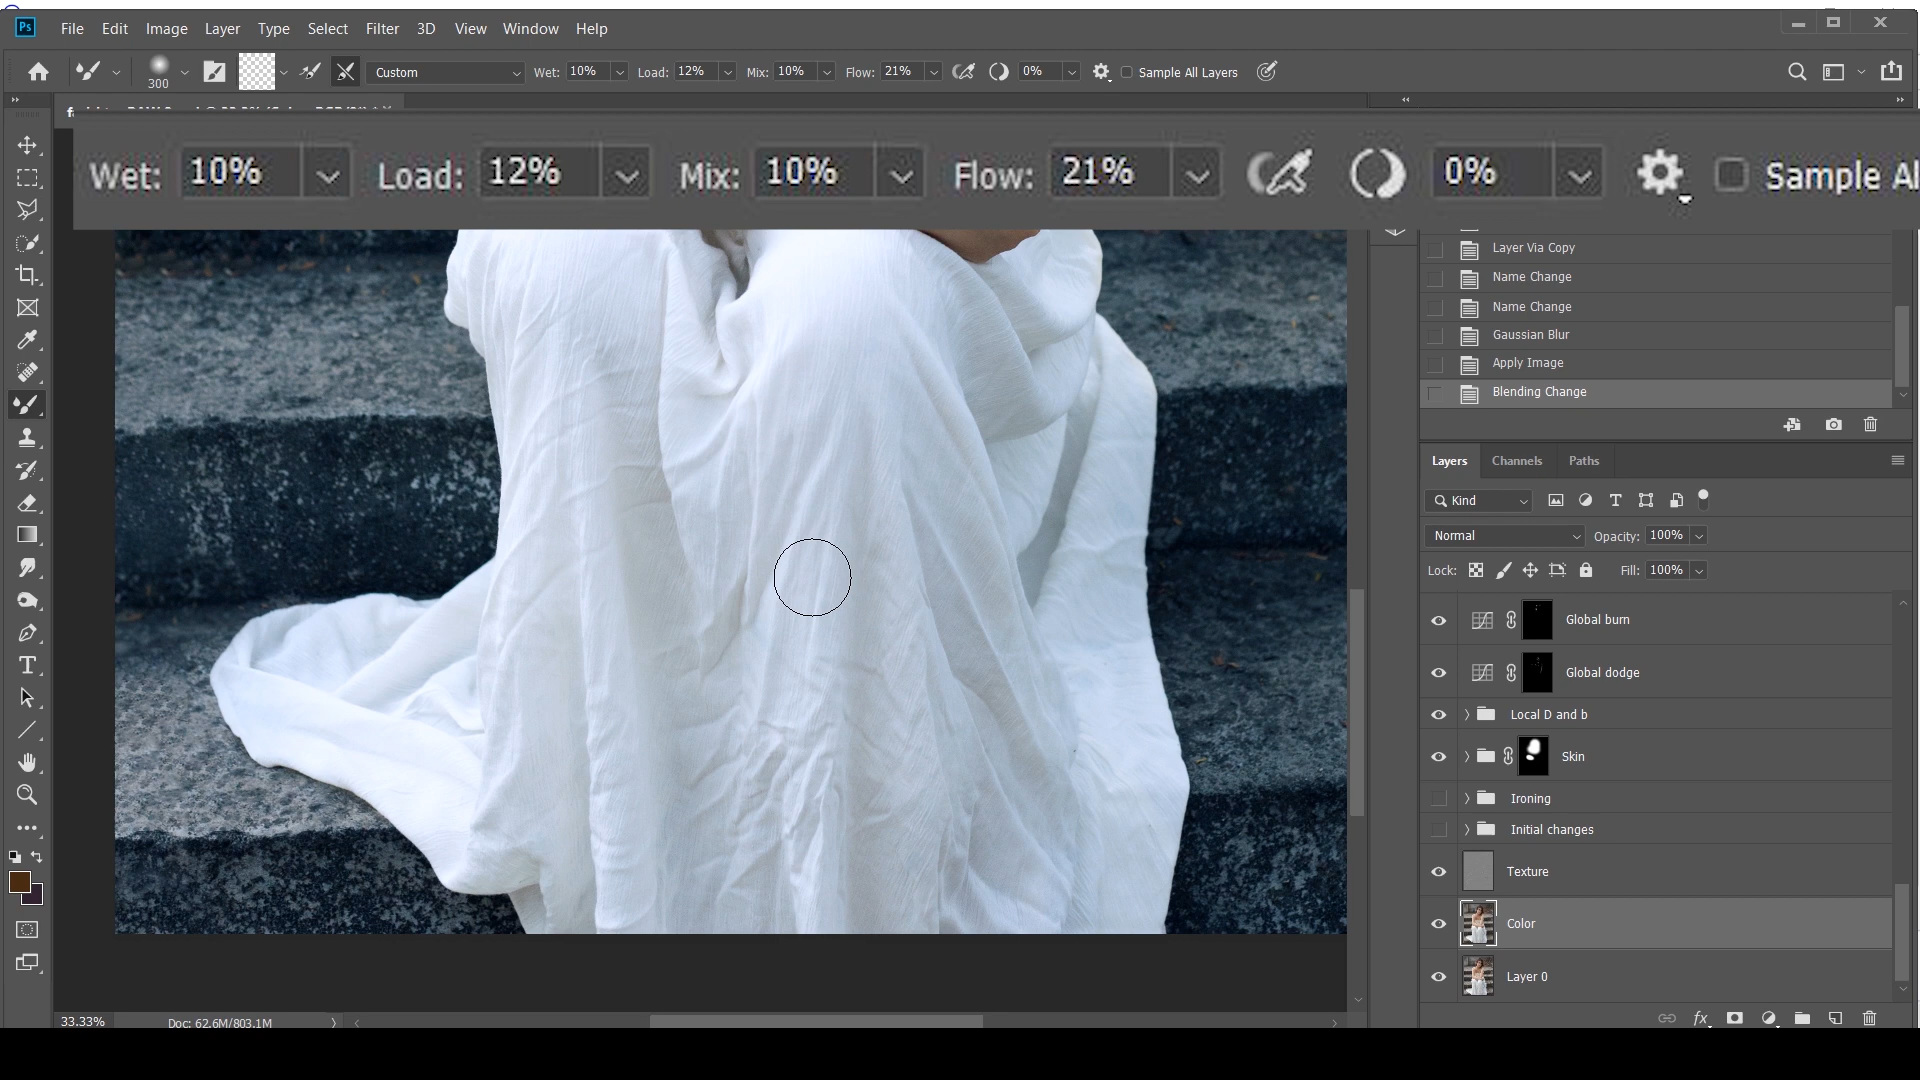 Ps File Edit Image Layer Type Select Filter 3D View Window Help
300 Custom Wet: 10% Load: 12% Mix: 10% Flow: 21% 0% Sample All Layers
Wet: 10% Load: 12% Mix: 10% Flow: 21% 0% Sample Al
Layer Via Copy
Name Change
Name Change
Gaussian Blur
Apply Image
Blending Change
Layers Channels Paths
Kind
Normal Opacity: 100%
Lock: Fill: 100%
Global burn
Global dodge
Local D and b
Skin
Ironing
Initial changes
Texture
Color
Layer 0
33.33% Doc: 62.6M/803.1M
fx